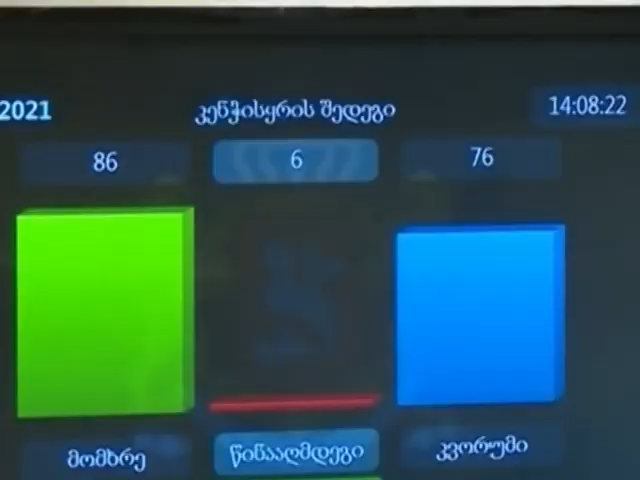 2021 კენჭისყრის შედეგი 14:08:22
86 6 76
მომხრე წინააღმდეგი კვორუმი